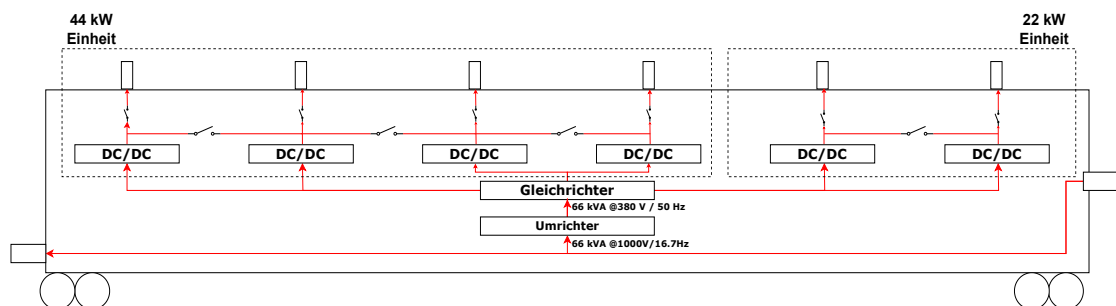 44 kW
Einheit
22 kW
Einheit
DC/DC
DC/DC
DC/DC
DC/DC
DC/DC
DC/DC
Gleichrichter
66 kVA @380 V / 50 Hz
Umrichter
66 kVA @1000V/16.7Hz